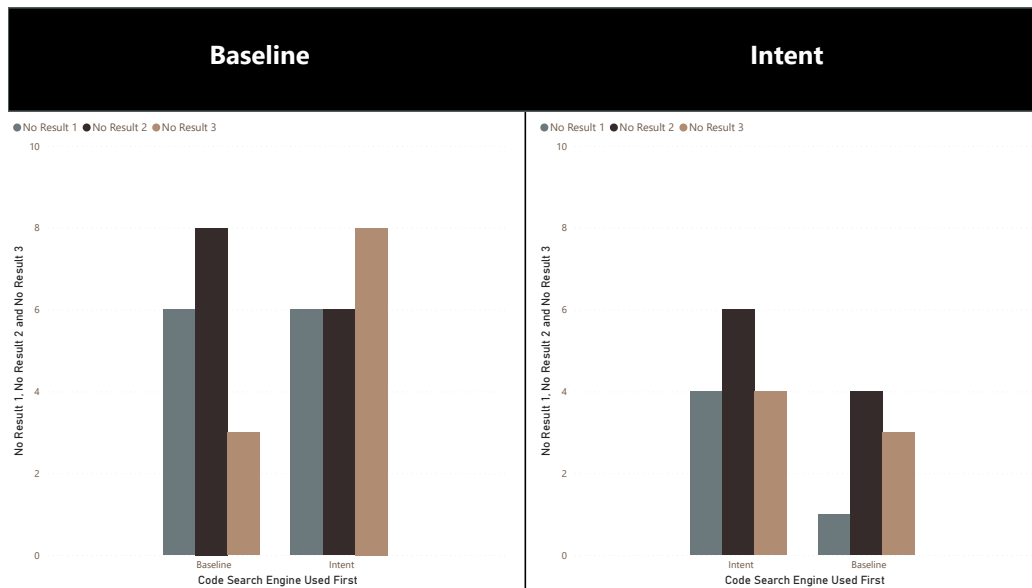 Baseline
Intent
No Result 1 No Result 2 No Result 3
10
8
6
4
2
0
No Result 1, No Result 2 and No Result 3
Baseline
Intent
Code Search Engine Used First
No Result 1 No Result 2 No Result 3
10
8
6
4
2
0
No Result 1, No Result 2 and No Result 3
Intent
Baseline
Code Search Engine Used First